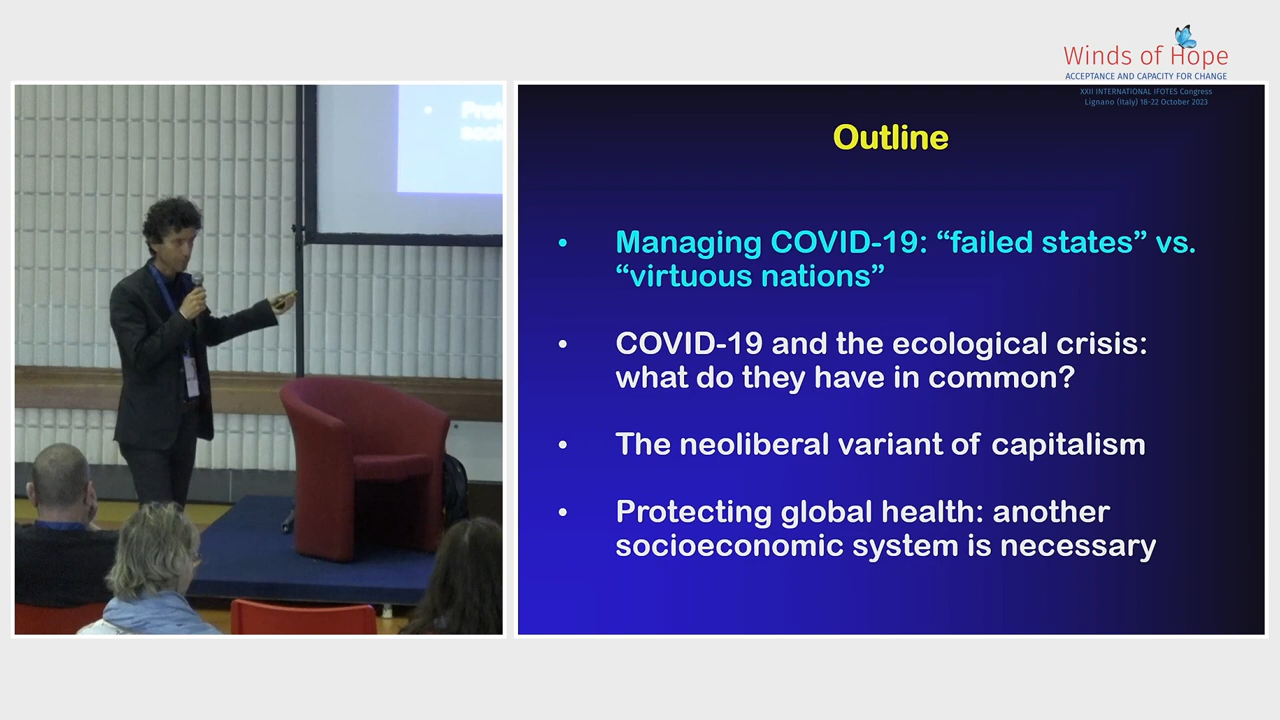 Winds of Hope
ACCEPTANCE AND CAPACITY FOR CHANGE
XXII INTERNATIONAL IFOTES Congress
Lignano (Italy) 18-22 October 2023
Outline
• Managing COVID-19: “failed states” vs.
“virtuous nations”
• COVID-19 and the ecological crisis:
what do they have in common?
• The neoliberal variant of capitalism
• Protecting global health: another
socioeconomic system is necessary